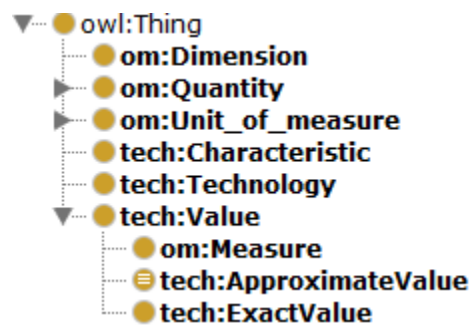 owl:Thing
om:Dimension
om:Quantity
om:Unit_of_measure
tech:Characteristic
tech:Technology
tech:Value
om:Measure
tech:ApproximateValue
tech:ExactValue